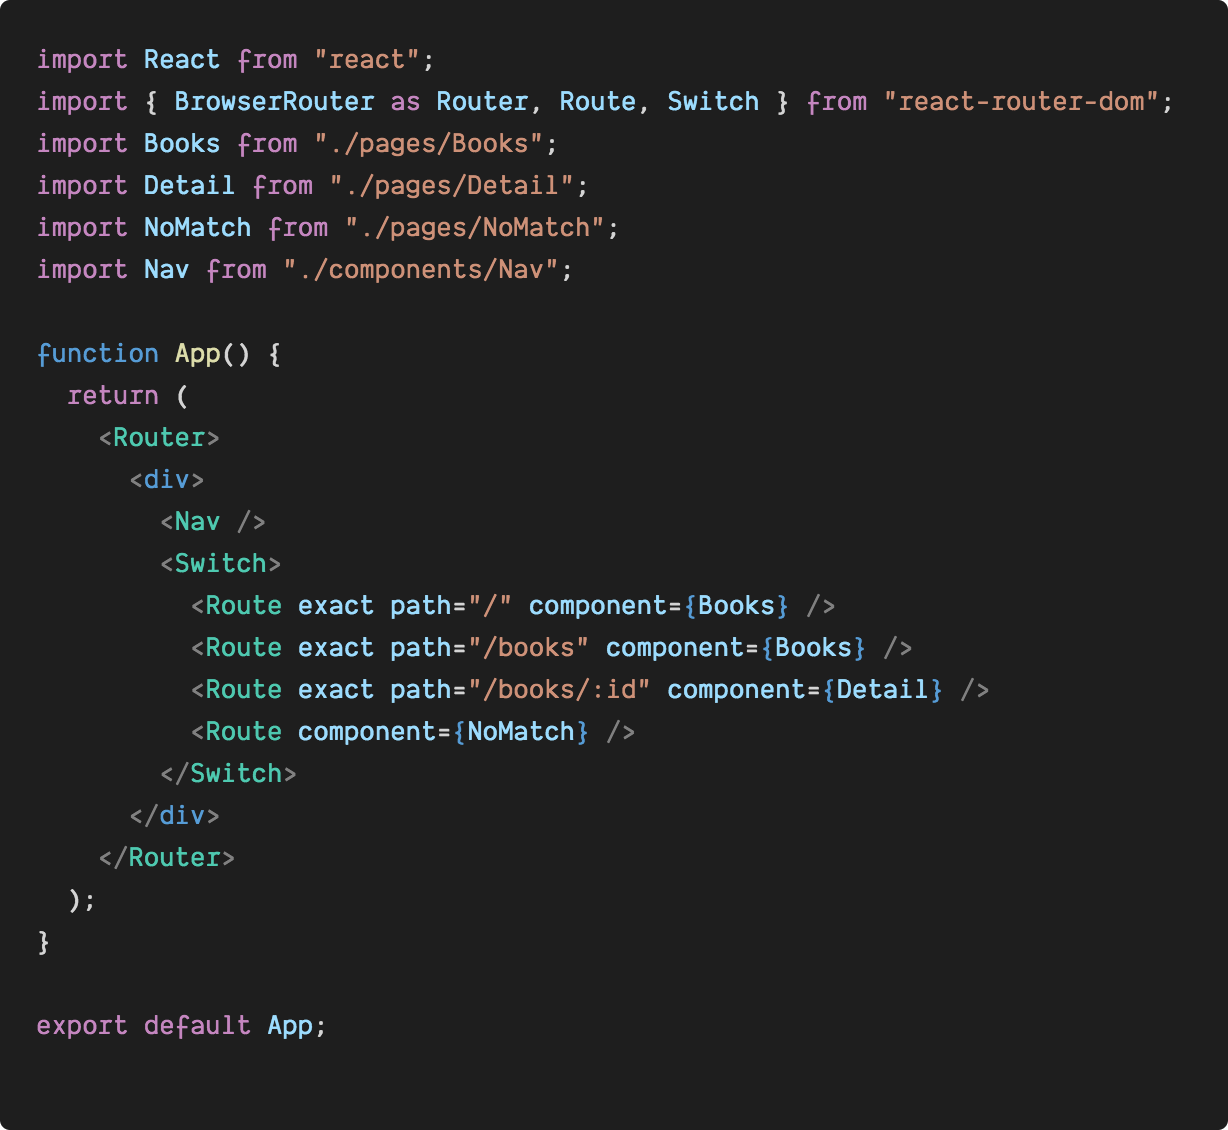 import React from "react";
import { BrowserRouter as Router, Route, Switch } from "react-router-dom";
import Books from "./pages/Books";
import Detail from "./pages/Detail";
import NoMatch from "./pages/NoMatch";
import Nav from "./components/Nav";

function App() {
  return (
    <Router>
      <div>
        <Nav />
        <Switch>
          <Route exact path="/" component={Books} />
          <Route exact path="/books" component={Books} />
          <Route exact path="/books/:id" component={Detail} />
          <Route component={NoMatch} />
        </Switch>
      </div>
    </Router>
  );
}

export default App;